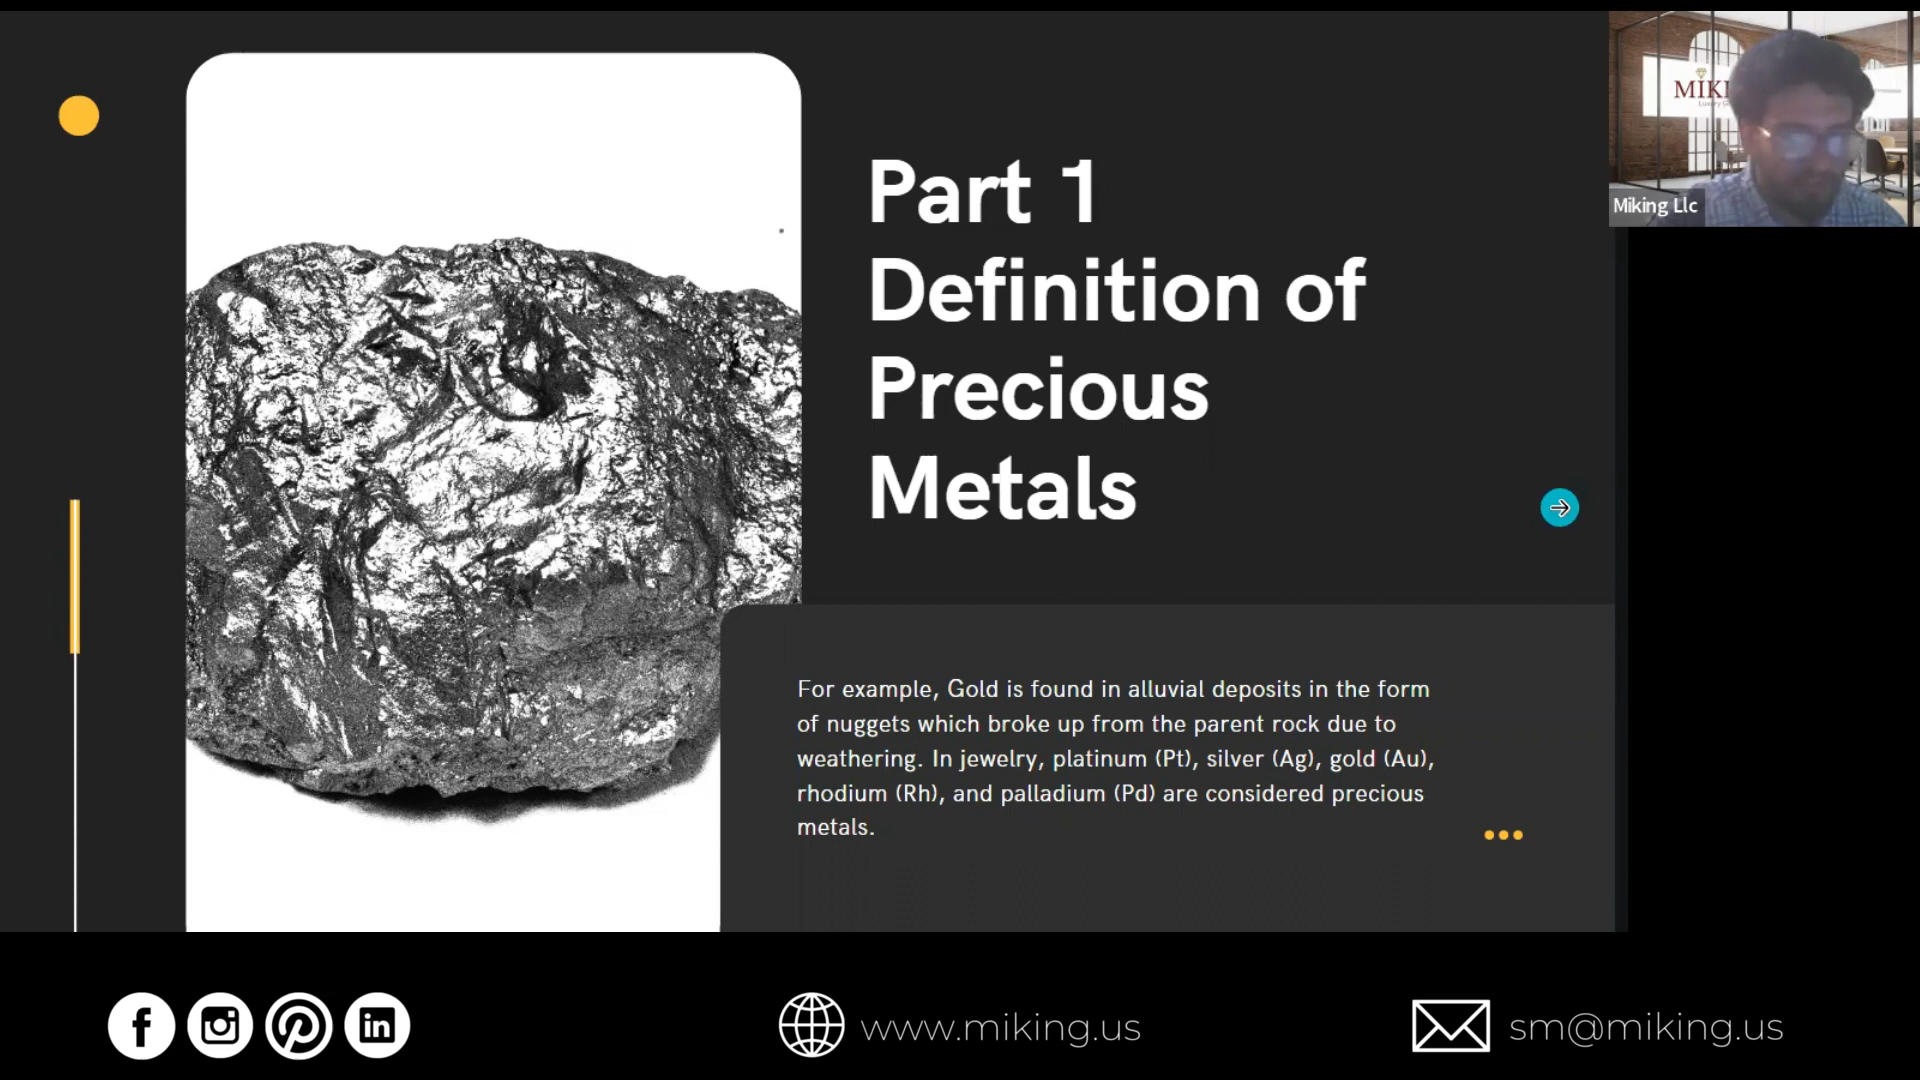 Part 1
Definition of
Precious
Metals
For example, Gold is found in alluvial deposits in the form
of nuggets which broke up from the parent rock due to
weathering. In jewelry, platinum (Pt), silver (Ag), gold (Au),
rhodium (Rh), and palladium (Pd) are considered precious
metals.
MIKI
Miking Llc
www.miking.us
sm@miking.us